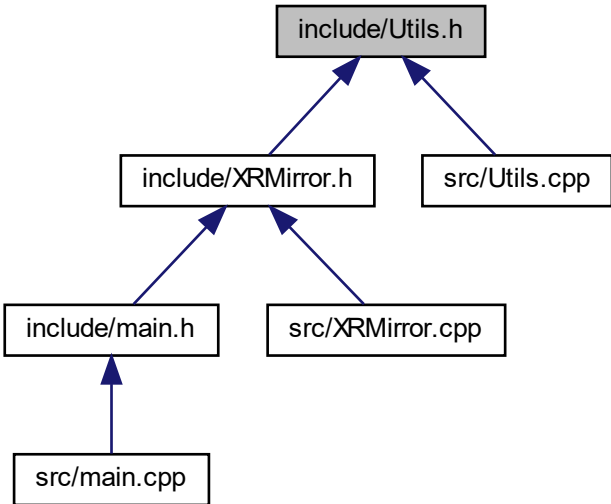 include/Utils.h
include/XRMirror.h
src/Utils.cpp
include/main.h
src/XRMirror.cpp
src/main.cpp